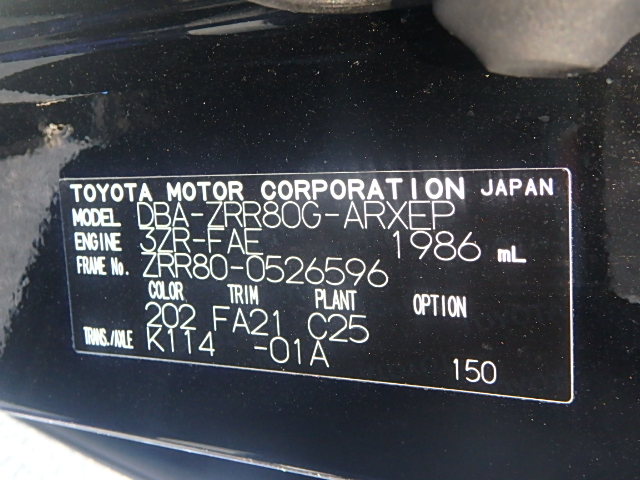 TOYOTA MOTOR CORPORATION JAPAN
MODEL DBA-ZRR80G-ARXEP
ENGINE 3ZR-FAE 1986 mL
FRAME No. ZRR80-0526596
COLOR TRIM PLANT OPTION
202 FA21 C25
TRANS./AXLE K114 -01A
150